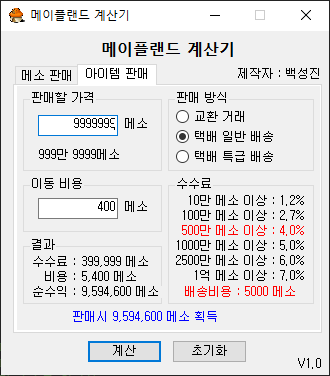 메이플랜드 계산기
메이플랜드 계산기
메소 판매
아이템 판매
제작자 : 백성진
판매할 가격
9999999 메소
999만 9999메소
판매 방식
교환 거래
택배 일반 배송
택배 특급 배송
이동 비용
400 메소
수수료
10만 메소 이상 : 1,2%
100만 메소 이상 : 2,7%
500만 메소 이상 : 4,0%
1000만 메소 이상 : 5,0%
2500만 메소 이상 : 6,0%
1억 메소 이상 : 7,0%
배송비용 : 5000 메소
결과
수수료 : 399,999 메소
비용 : 5,400 메소
순수익 : 9,594,600 메소
판매시 9,594,600 메소 획득
계산
초기화
V1,0